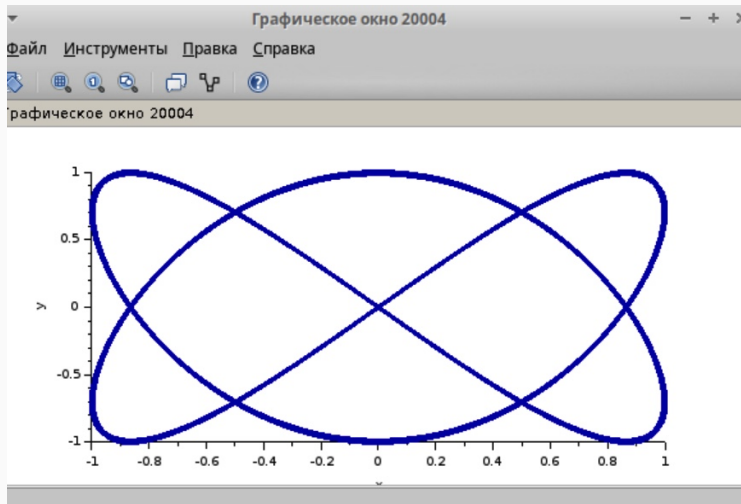 Графическое окно 20004
Файл Инструменты Правка Справка
Графическое окно 20004
1
0.5
0
-0.5
-1
y
-1 -0.8 -0.6 -0.4 -0.2 0 0.2 0.4 0.6 0.8 1